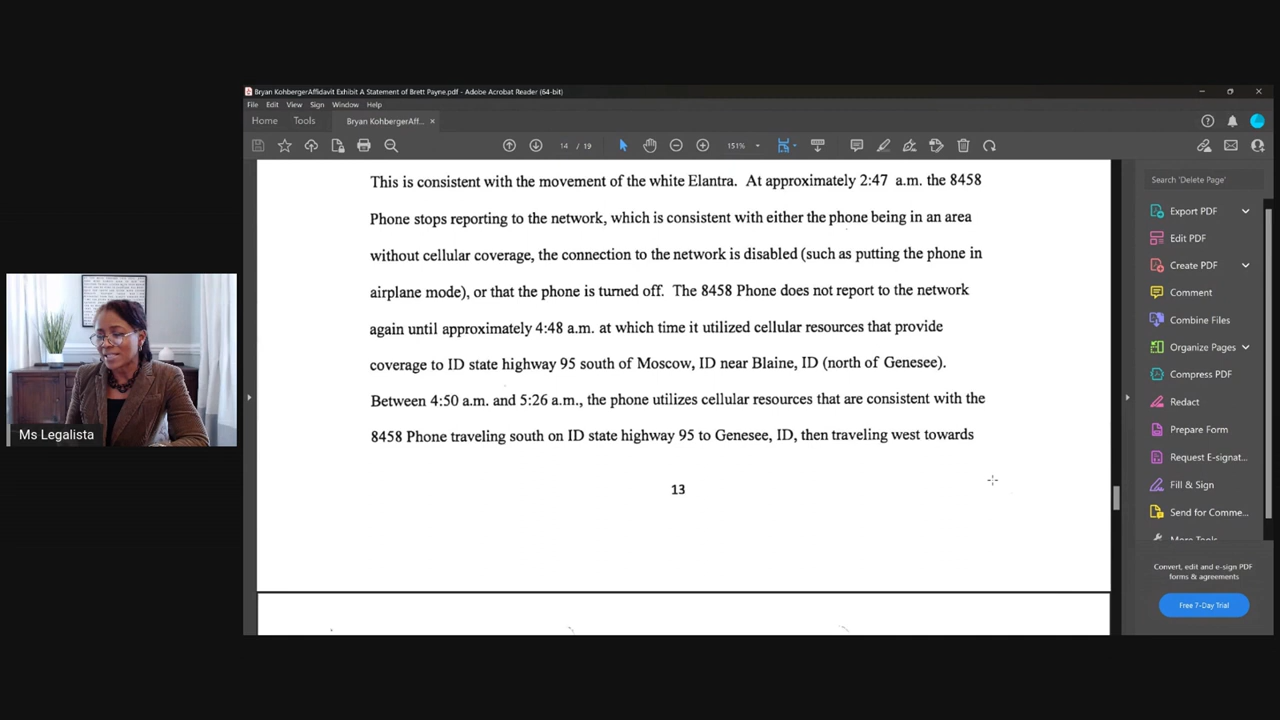 Bryan KohbergerAffidavit Exhibit A Statement of Brett Payne.pdf - Adobe Acrobat Reader (64-bit)
File Edit View Sign Window Help
Home Tools Bryan KohbergerAff... ×
14 / 19 151%
This is consistent with the movement of the white Elantra. At approximately 2:47 a.m. the 8458
Phone stops reporting to the network, which is consistent with either the phone being in an area
without cellular coverage, the connection to the network is disabled (such as putting the phone in
airplane mode), or that the phone is turned off. The 8458 Phone does not report to the network
again until approximately 4:48 a.m. at which time it utilized cellular resources that provide
coverage to ID state highway 95 south of Moscow, ID near Blaine, ID (north of Genesee).
Between 4:50 a.m. and 5:26 a.m., the phone utilizes cellular resources that are consistent with the
8458 Phone traveling south on ID state highway 95 to Genesee, ID, then traveling west towards
13
Search 'Delete Page'
Export PDF
Edit PDF
Create PDF
Comment
Combine Files
Organize Pages
Compress PDF
Redact
Prepare Form
Request E-signat...
Fill & Sign
Send for Comme...
More Tools
Convert, edit and e-sign PDF
forms & agreements
Free 7-Day Trial
Ms Legalista